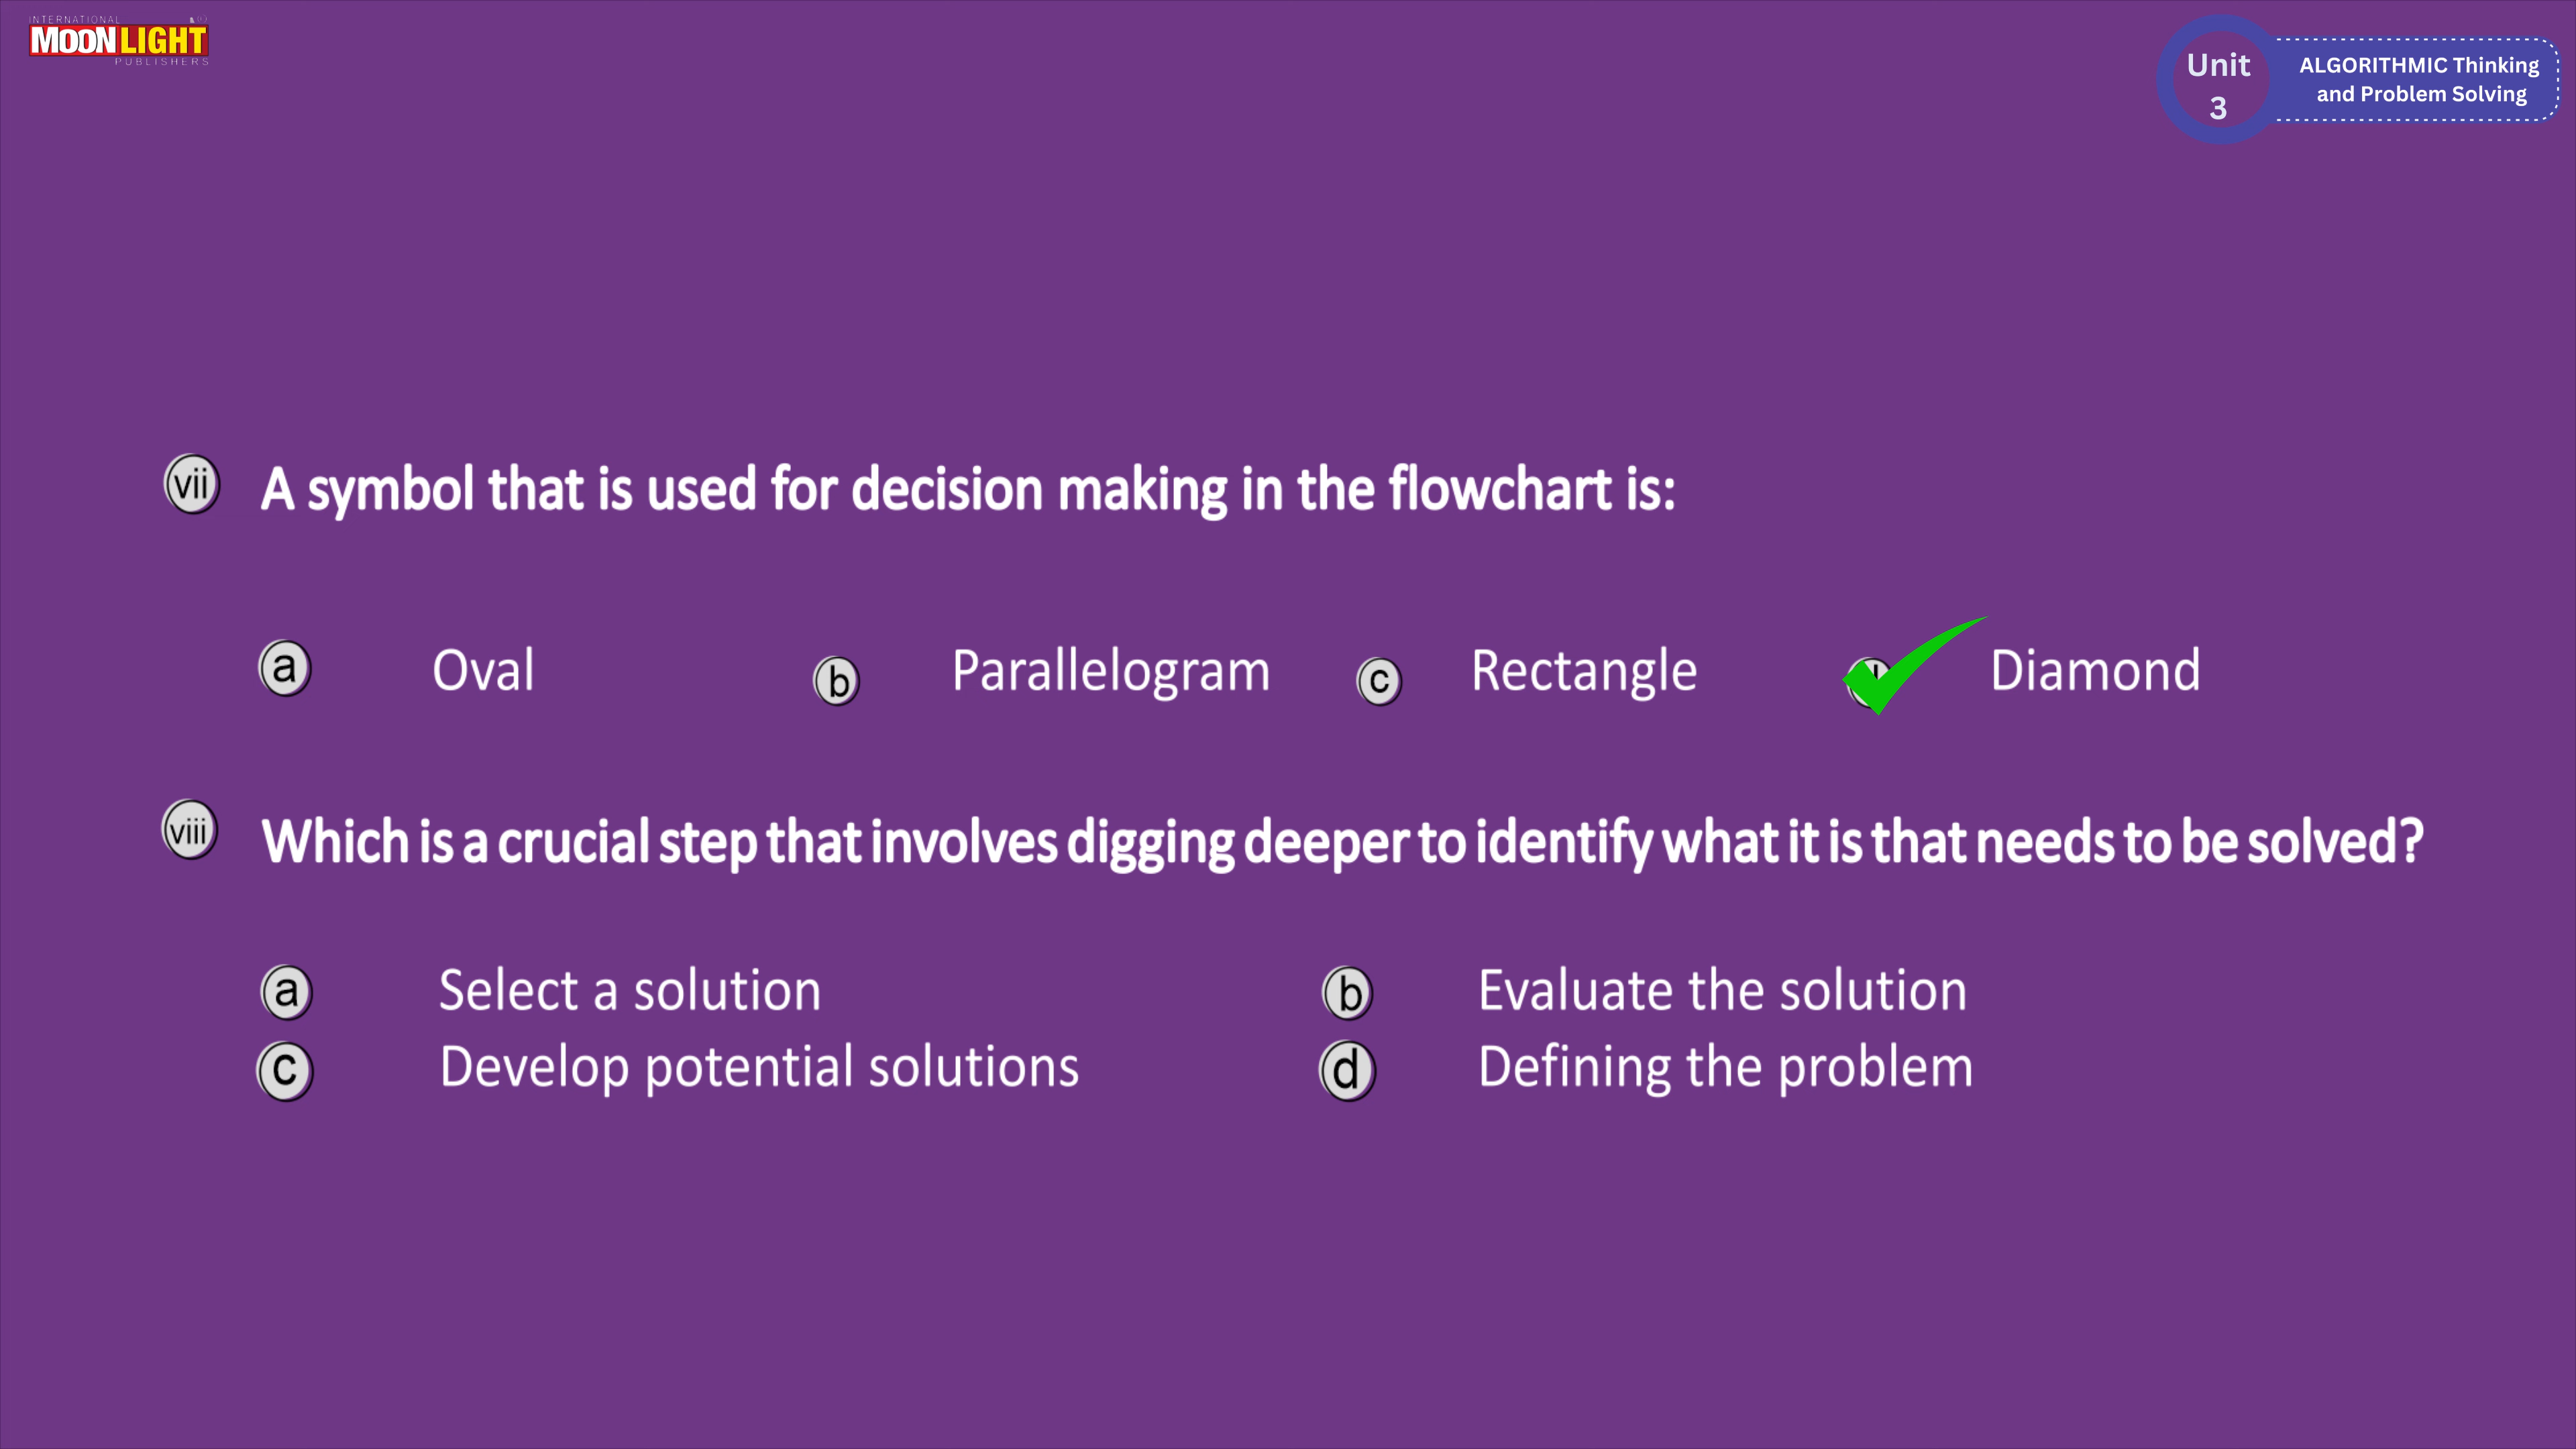 INTERNATIONAL
MOONLIGHT
PUBLISHERS
Unit
3
ALGORITHMIC Thinking
and Problem Solving
vii A symbol that is used for decision making in the flowchart is:
a Oval b Parallelogram c Rectangle Diamond
viii Which is a crucial step that involves digging deeper to identify what it is that needs to be solved?
a Select a solution b Evaluate the solution
c Develop potential solutions d Defining the problem